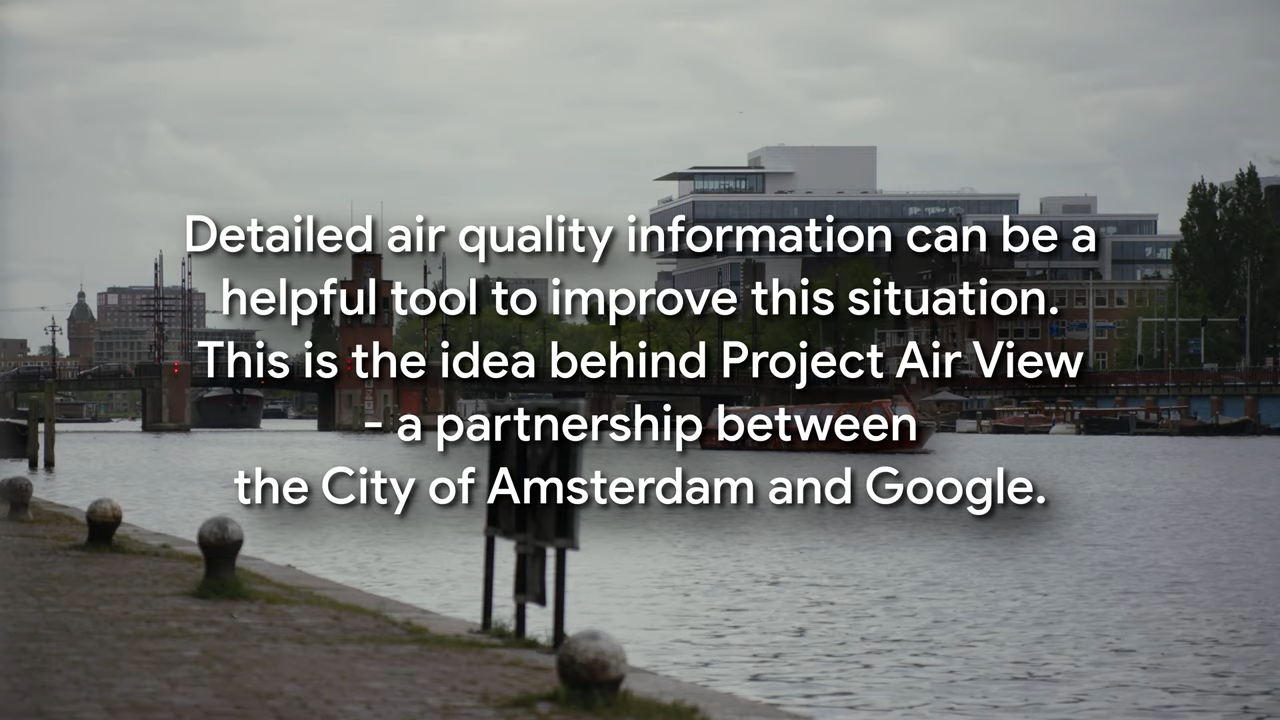 Detailed air quality information can be a
helpful tool to improve this situation.
This is the idea behind Project Air View
- a partnership between
the City of Amsterdam and Google.